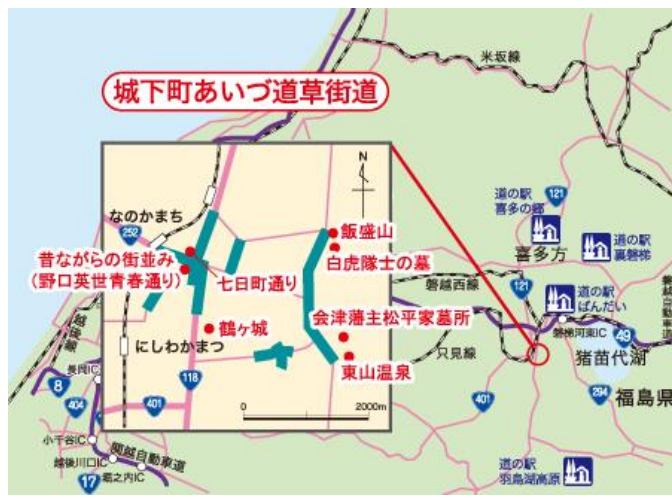 城下町あいづ道草街道
米坂線
N
なのかまち
252
飯盛山
昔ながらの街並み
(野口英世青春通り)
七日町通り
白虎隊士の墓
鶴ヶ城
会津藩主松平家墓所
にしわかまつ
東山温泉
118
401
0
2000m
121
道の駅
喜多の郷
喜多方
道の駅
裏磐梯
磐越西線
121
道の駅
ばんだい
磐越自動車道
磐梯河東IC
49
只見線
猪苗代湖
401
294
福島県
道の駅
羽鳥湖高原
長岡IC
8
404
小千谷IC
関越自動車道
越後川口IC
堀之内IC
17